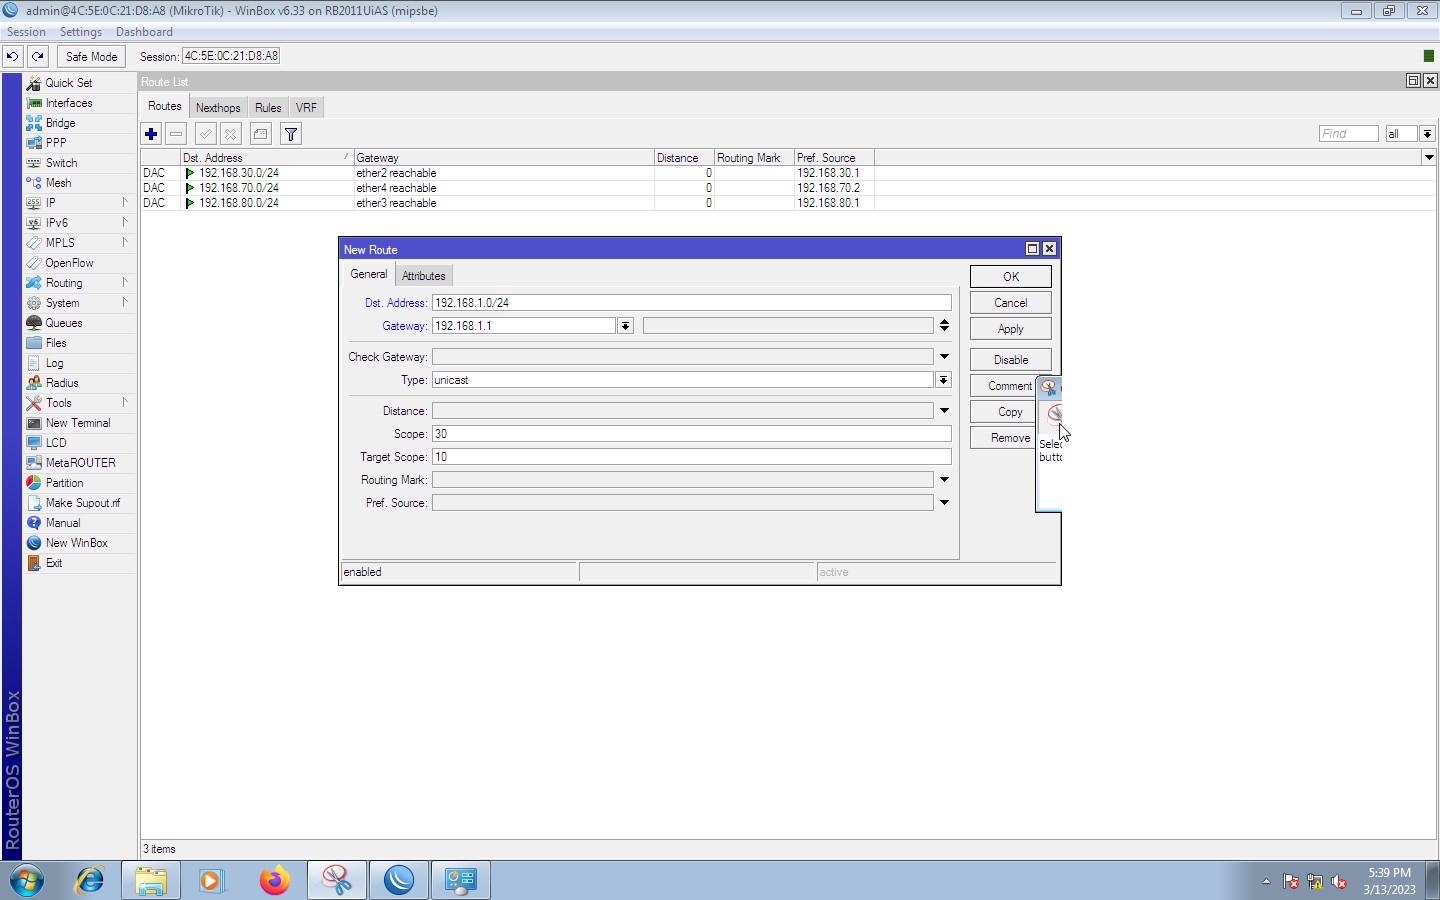 admin@4C:5E:0C:21:D8:A8 (MikroTik) - WinBox v6.33 on RB2011UiAS (mipsbe)
Session Settings Dashboard
Safe Mode Session: 4C:5E:0C:21:D8:A8
Quick Set
Interfaces
Bridge
PPP
Switch
Mesh
IP
IPv6
MPLS
OpenFlow
Routing
System
Queues
Files
Log
Radius
Tools
New Terminal
LCD
MetaROUTER
Partition
Make Supout.rif
Manual
New WinBox
Exit
RouterOS WinBox
Route List
Routes Nexthops Rules VRF
Find all
Dst. Address Gateway Distance Routing Mark Pref. Source
DAC 192.168.30.0/24 ether2 reachable 0 192.168.30.1
DAC 192.168.70.0/24 ether4 reachable 0 192.168.70.2
DAC 192.168.80.0/24 ether3 reachable 0 192.168.80.1
New Route
General Attributes
Dst. Address: 192.168.1.0/24
Gateway: 192.168.1.1
Check Gateway:
Type: unicast
Distance:
Scope: 30
Target Scope: 10
Routing Mark:
Pref. Source:
OK
Cancel
Apply
Disable
Comment
Copy
Remove
enabled active
3 items
5:39 PM
3/13/2023